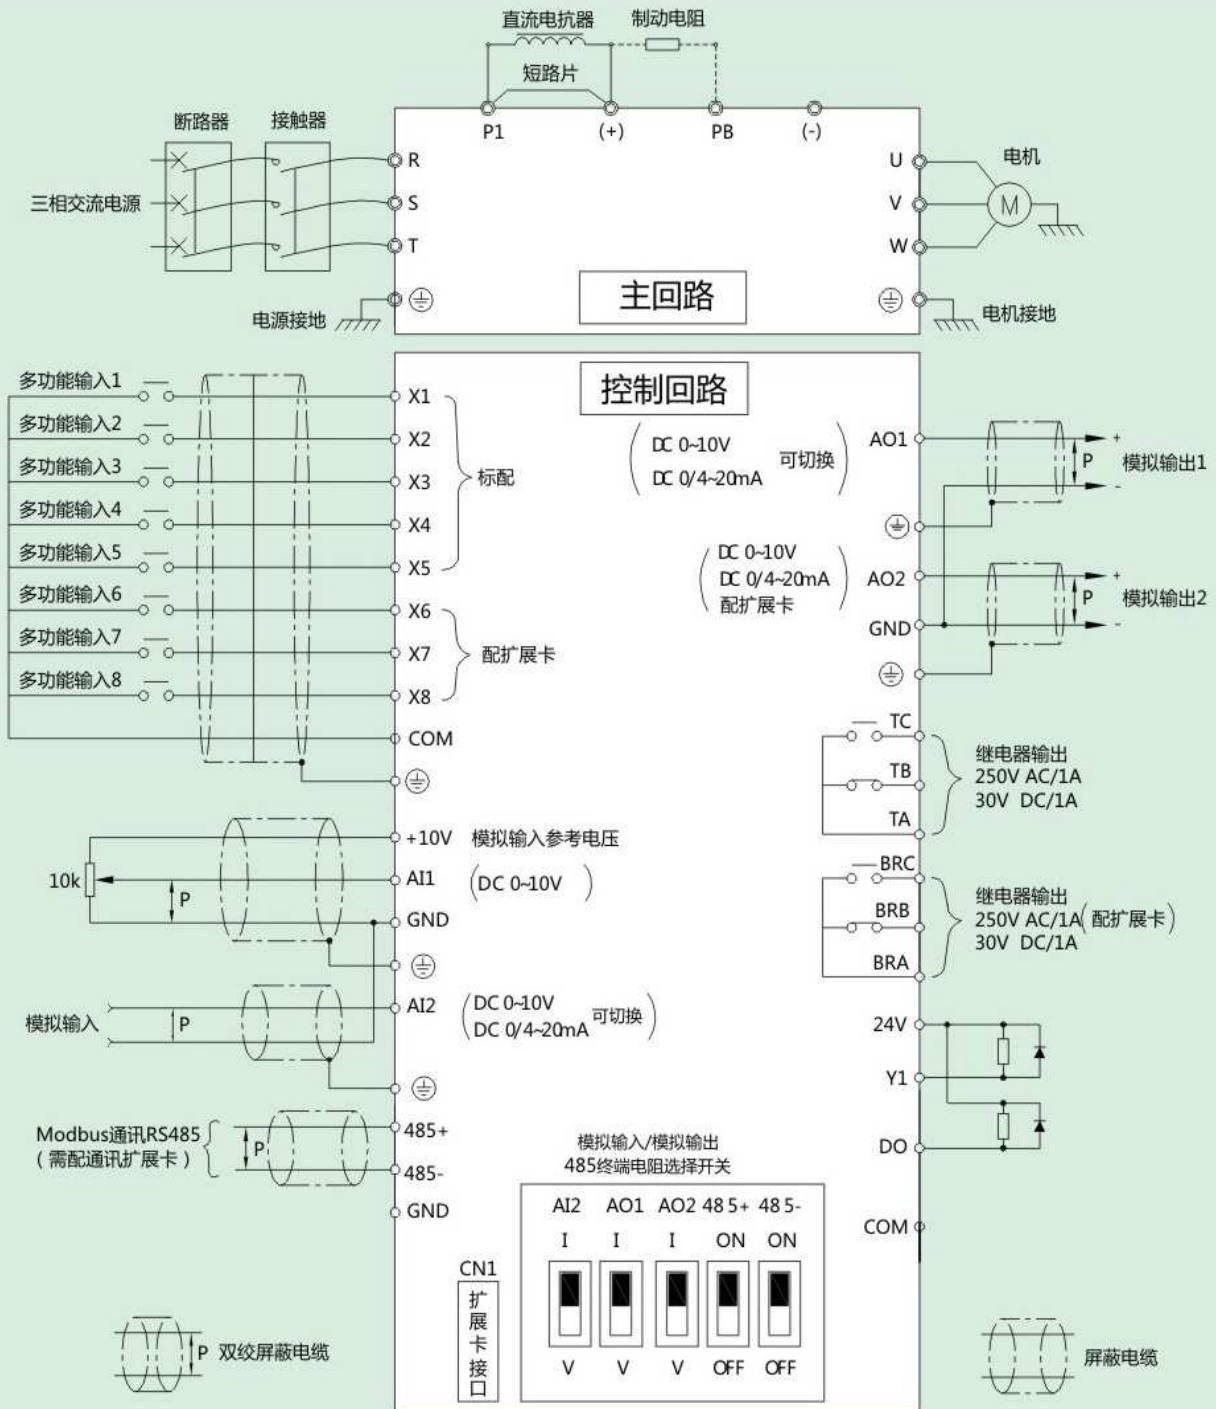 直流电抗器
制动电阻
短路片
P1
(+)
PB
(-)
断路器
接触器
三相交流电源
R
S
T
U
V
W
电机
M
主回路
电源接地
电机接地
控制回路
多功能输入1
多功能输入2
多功能输入3
多功能输入4
多功能输入5
多功能输入6
多功能输入7
多功能输入8
X1
X2
X3
X4
X5
标配
X6
X7
X8
配扩展卡
COM
DC 0~10V
DC 0/4~20mA
可切换
AO1
P
+
-
模拟输出1
DC 0~10V
DC 0/4~20mA
配扩展卡
AO2
GND
P
+
-
模拟输出2
TC
TB
TA
继电器输出
250V AC/1A
30V DC/1A
+10V 模拟输入参考电压
10k
P
AI1 (DC 0~10V)
GND
BRC
BRB
BRA
继电器输出
250V AC/1A(配扩展卡)
30V DC/1A
模拟输入
P
AI2
DC 0~10V
DC 0/4~20mA
可切换
24V
Y1
DO
COM
Modbus通讯RS485
(需配通讯扩展卡)
P
485+
485-
GND
模拟输入/模拟输出
485终端电阻选择开关
AI2 AO1 AO2 485+ 485-
I I I ON ON
V V V OFF OFF
CN1
扩展卡接口
P 双绞屏蔽电缆
屏蔽电缆